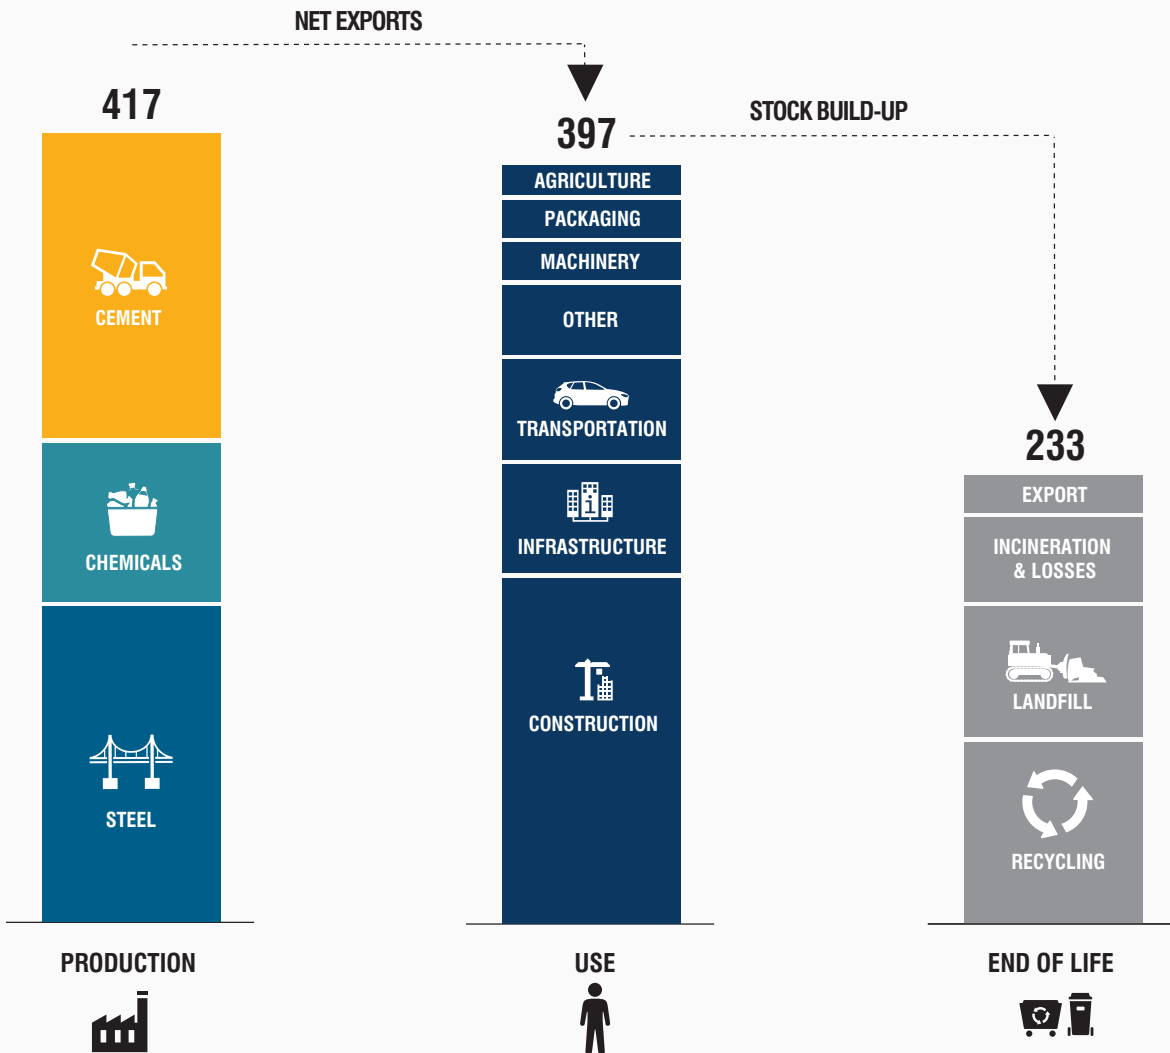 NET EXPORTS
417
CEMENT
CHEMICALS
STEEL
PRODUCTION
397
STOCK BUILD-UP
AGRICULTURE
PACKAGING
MACHINERY
OTHER
TRANSPORTATION
i
INFRASTRUCTURE
CONSTRUCTION
USE
233
EXPORT
INCINERATION
& LOSSES
LANDFILL
RECYCLING
END OF LIFE